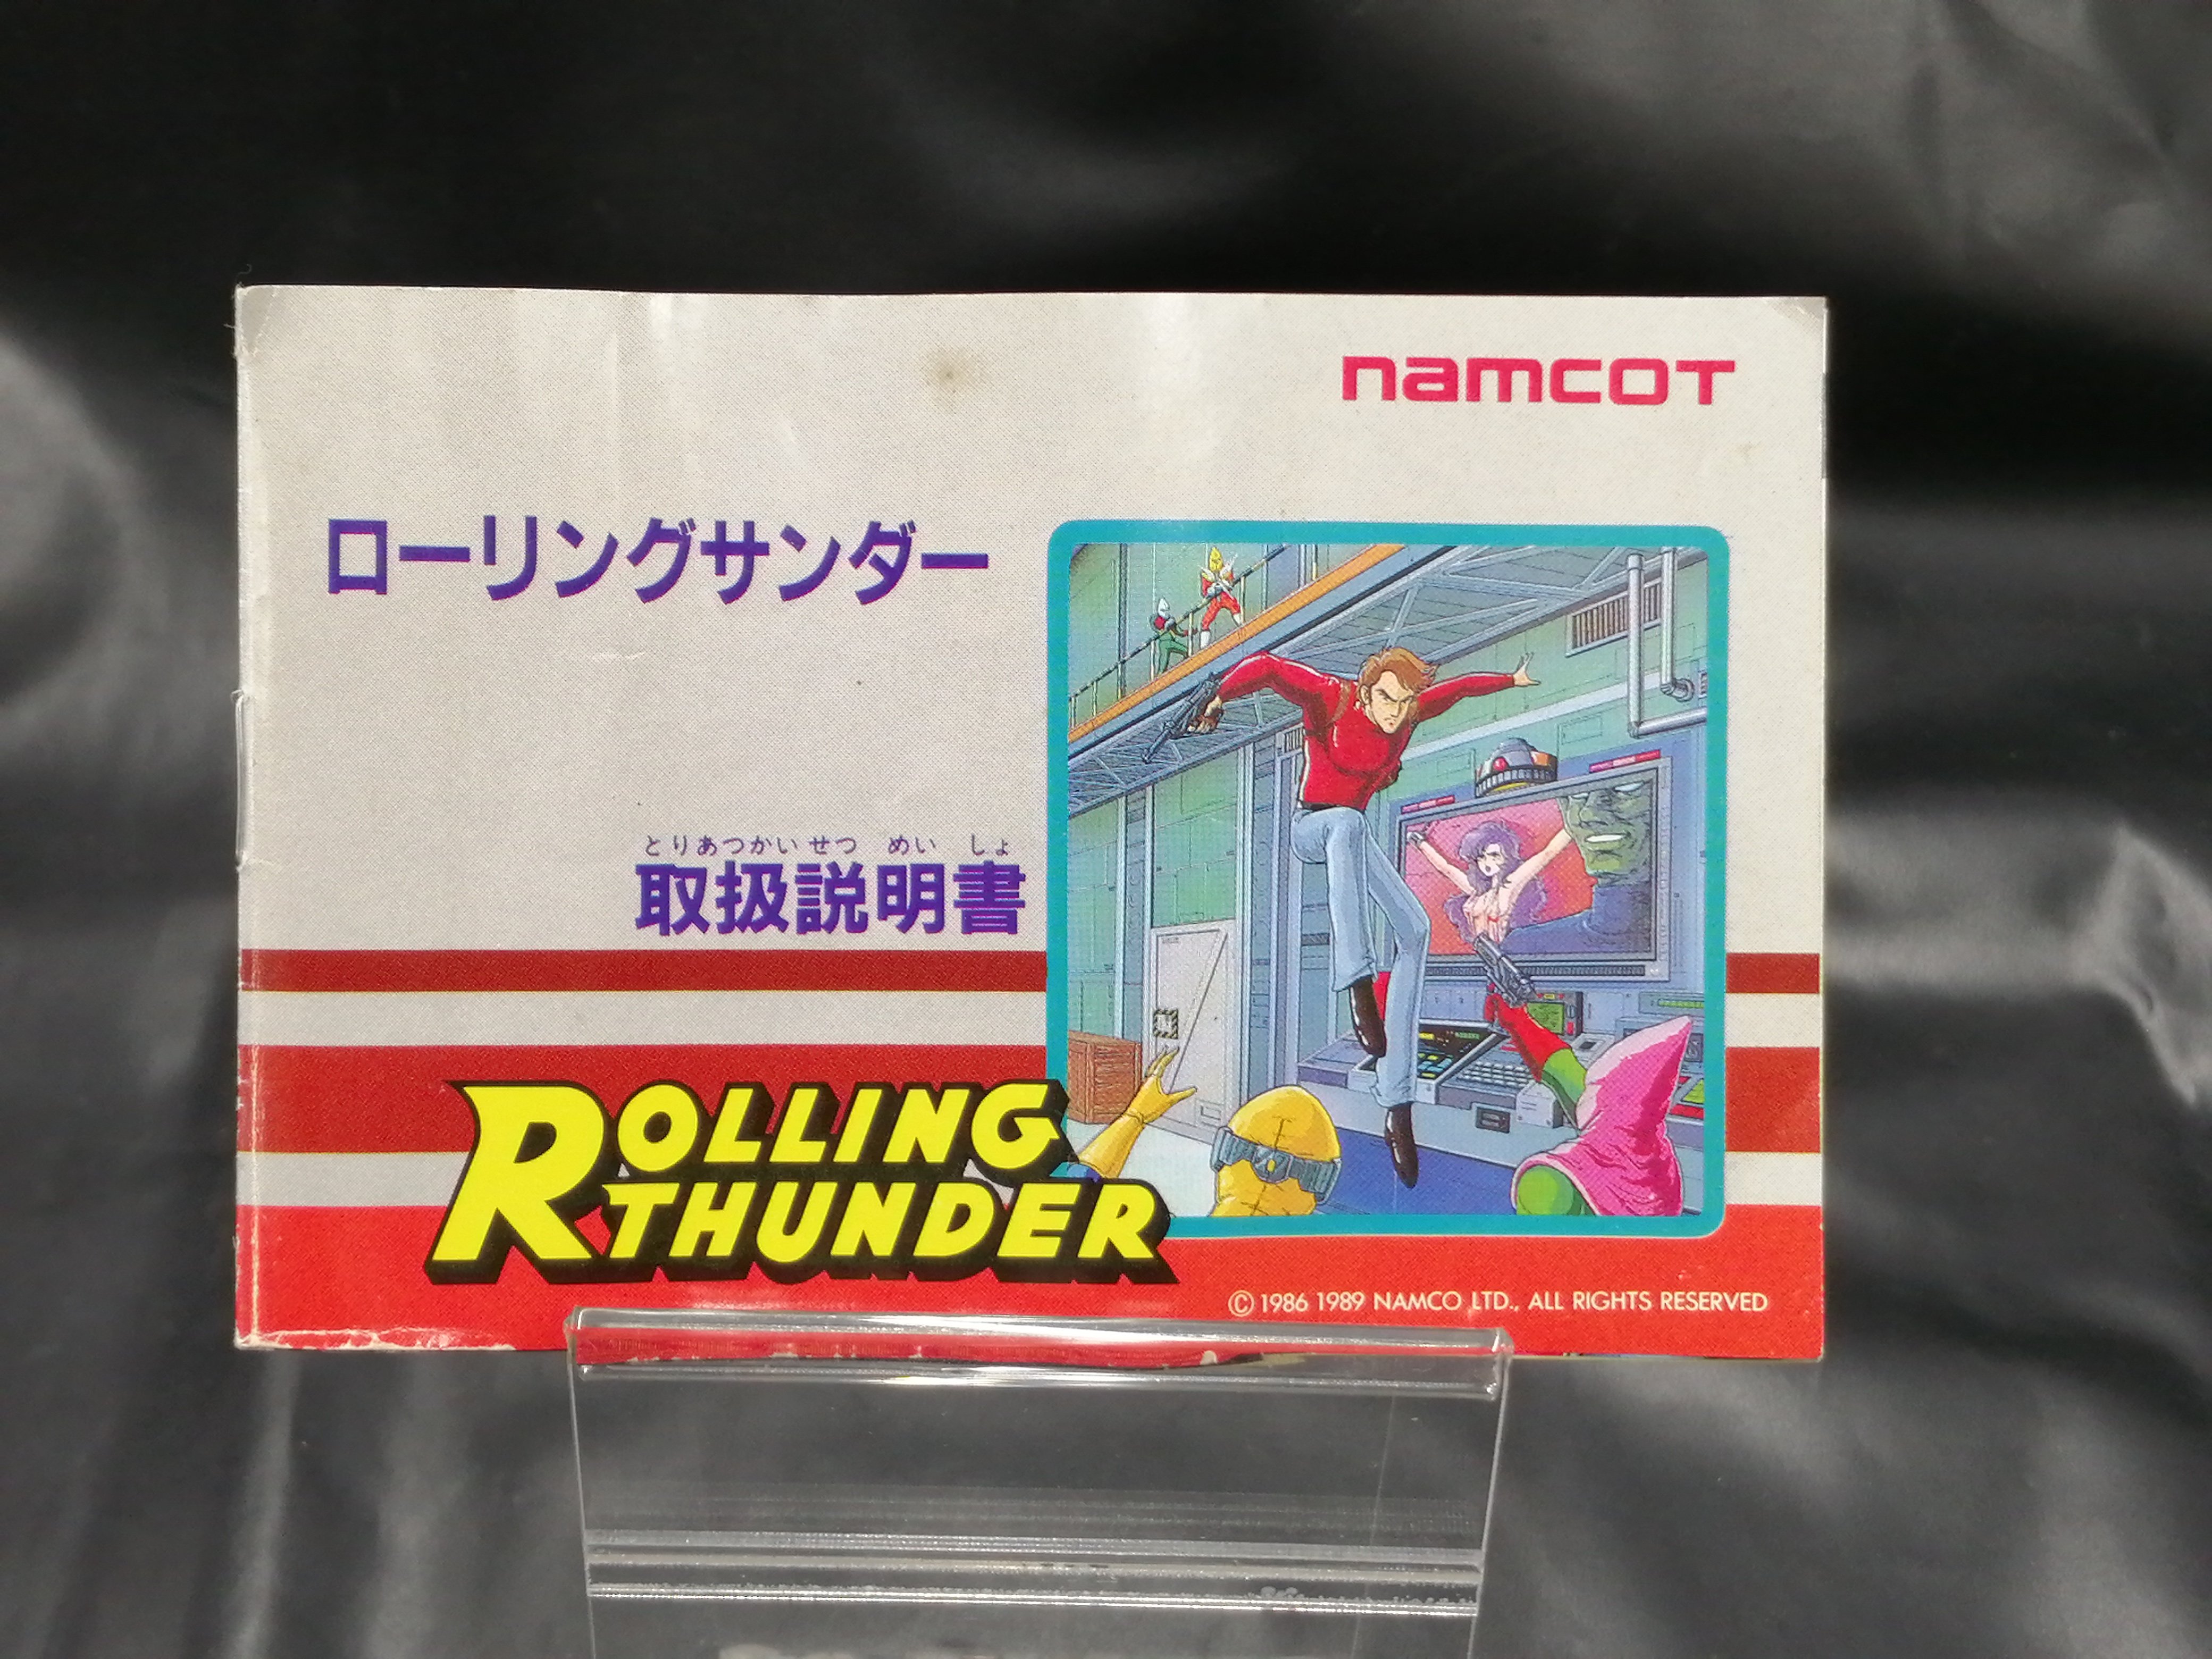 namcoT
ローリングサンダー
とりあつかいせつ めい しょ
取扱説明書
ROLLING
THUNDER
© 1986 1989 NAMCO LTD., ALL RIGHTS RESERVED